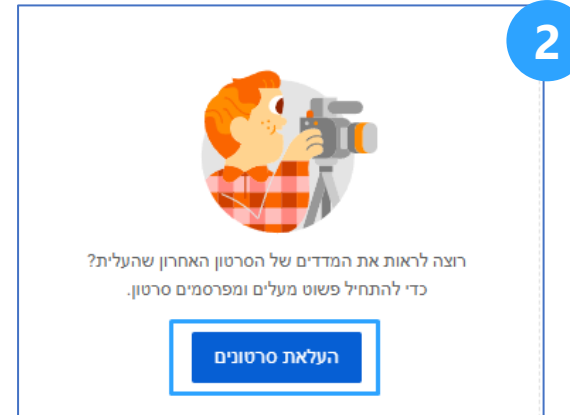 2
רוצה לראות את המדדים של הסרטון האחרון שהעלית?
כדי להתחיל פשוט מעלים ומפרסמים סרטון.
העלאת סרטונים